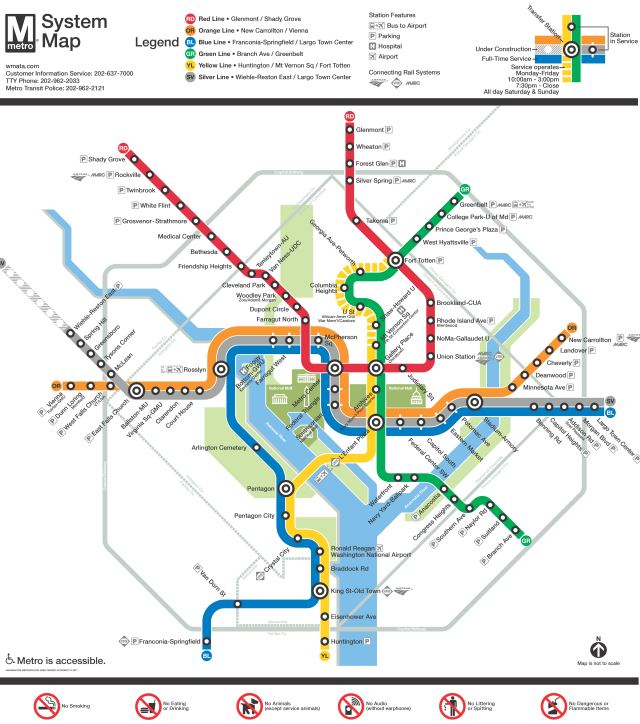 M
metro
System
Map
wmata.com
Customer Information Service: 202-637-7000
TTY Phone: 202-962-2033
Metro Transit Police: 202-962-2121
Legend
RD Red Line • Glenmont / Shady Grove
OR Orange Line • New Carrollton / Vienna
BL Blue Line • Franconia-Springfield / Largo Town Center
GR Green Line • Branch Ave / Greenbelt
YL Yellow Line • Huntington / Mt Vernon Sq / Fort Totten
SV Silver Line • Wiehle-Reston East / Largo Town Center
Station Features
Bus to Airport
P Parking
H Hospital
Airport
Connecting Rail Systems
Transfer Station
Station
in Service
Under Construction
Full-Time Service
Service operates
Monday-Friday
10:00am - 3:00pm
7:30pm - Close
All day Saturday & Sunday
RD
Shady Grove
Rockville
Twinbrook
White Flint
Grosvenor-Strathmore
Medical Center
Bethesda
Friendship Heights
Tenleytown-AU
Van Ness-UDC
Cleveland Park
Woodley Park
Dupont Circle
Farragut North
RD
Glenmont
Wheaton
Forest Glen
Silver Spring
Takoma
GR
Greenbelt
College Park-U of Md
Prince George's Plaza
West Hyattsville
Fort Totten
Georgia Ave-Petworth
Columbia
Heights
U St
Shaw-Howard U
Mt Vernon Sq
Gallery Place
Brookland-CUA
Rhode Island Ave
Brentwood
NoMa-Gallaudet U
Union Station
Judiciary Sq
OR
New Carrollton
Landover
Cheverly
Deanwood
Minnesota Ave
SV
BL
Largo Town Center
Morgan Blvd
Addison Rd
Capitol Heights
Benning Rd
Stadium-Armory
Potomac Ave
Eastern Market
Capitol South
Federal Center SW
L'Enfant Plaza
Archives
McPherson
Sq
Farragut West
Foggy Bottom-GWU
Rosslyn
Wiehle-Reston East
Spring Hill
Greensboro
Tysons Corner
McLean
OR
Vienna
Dunn Loring
West Falls Church
East Falls Church
Ballston-MU
Virginia Sq-GMU
Clarendon
Court House
Arlington Cemetery
Pentagon
Pentagon City
Crystal City
Ronald Reagan
Washington National Airport
Braddock Rd
King St-Old Town
Eisenhower Ave
Huntington
YL
Van Dorn St
Franconia-Springfield
BL
Waterfront
Navy Yard-Ballpark
Anacostia
Congress Heights
Southern Ave
Naylor Rd
Suitland
Branch Ave
GR
Metro is accessible.
N
Map is not to scale
No Smoking
No Eating
or Drinking
No Animals
(except service animals)
No Audio
(without earphones)
No Littering
or Spitting
No Dangerous or
Flammable Items